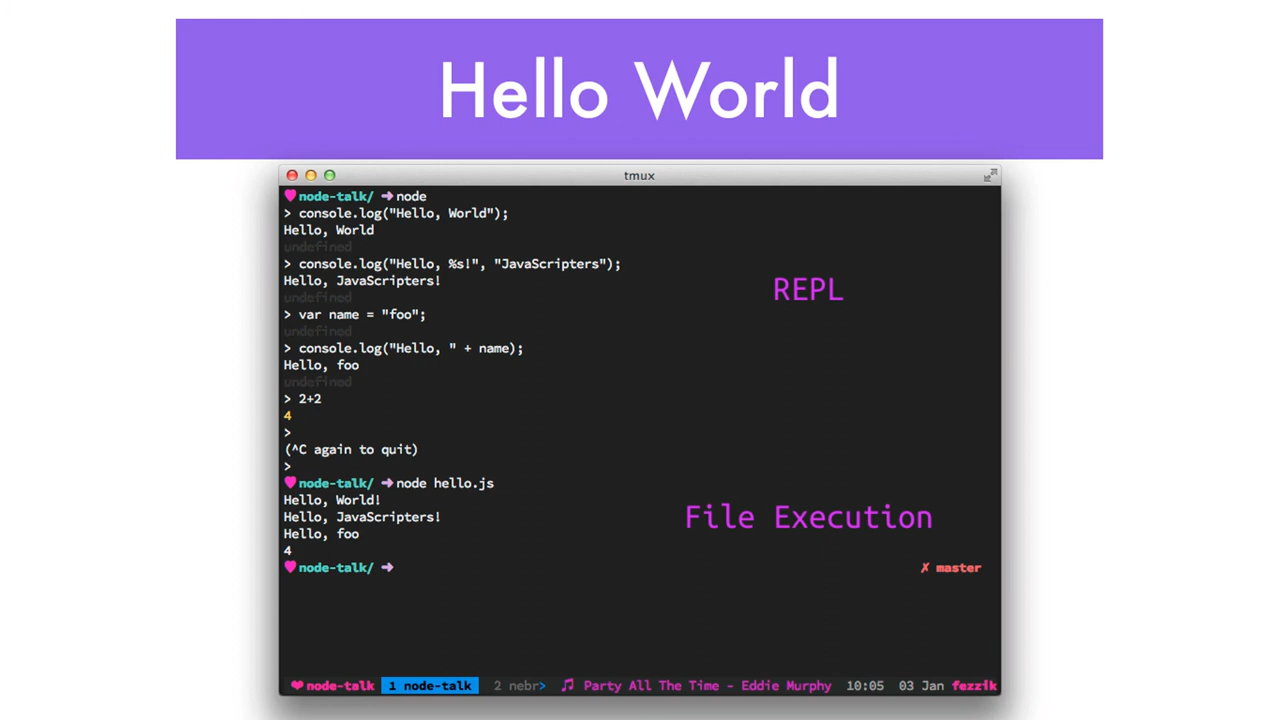 Hello World
tmux
node-talk/ ➜ node
> console.log("Hello, World");
Hello, World
undefined
> console.log("Hello, %s!", "JavaScripters");
Hello, JavaScripters!
undefined
REPL
> var name = "foo";
undefined
> console.log("Hello, " + name);
Hello, foo
undefined
> 2+2
4
>
(^C again to quit)
>
node-talk/ ➜ node hello.js
Hello, World!
Hello, JavaScripters!
File Execution
Hello, foo
4
node-talk/ ➜ ✗ master
❤ node-talk 1 node-talk 2 nebr> ♫ Party All The Time - Eddie Murphy 10:05 03 Jan fezzik